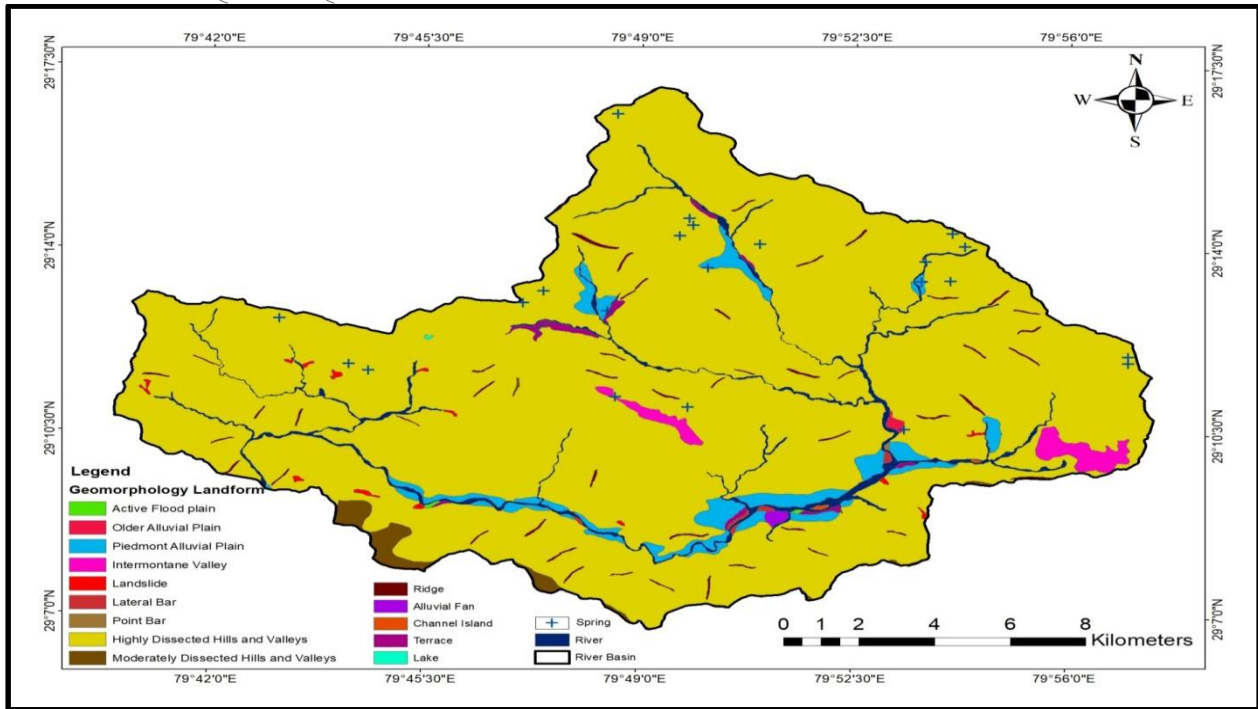 79°42'0"E 79°45'30"E 79°49'0"E 79°52'30"E 79°56'0"E
29°17'30"N 29°17'30"N
N
W E
S
29°14'0"N 29°14'0"N
29°10'30"N 29°10'30"N
29°7'0"N 29°7'0"N
Legend
Geomorphology Landform
Active Flood plain
Older Alluvial Plain
Piedmont Alluvial Plain
Intermontane Valley
Landslide
Lateral Bar
Point Bar
Highly Dissected Hills and Valleys
Moderately Dissected Hills and Valleys
Ridge
Alluvial Fan
Channel Island
Terrace
Lake
Spring
River
River Basin
0 1 2 4 6 8
Kilometers
79°42'0"E 79°45'30"E 79°49'0"E 79°52'30"E 79°56'0"E